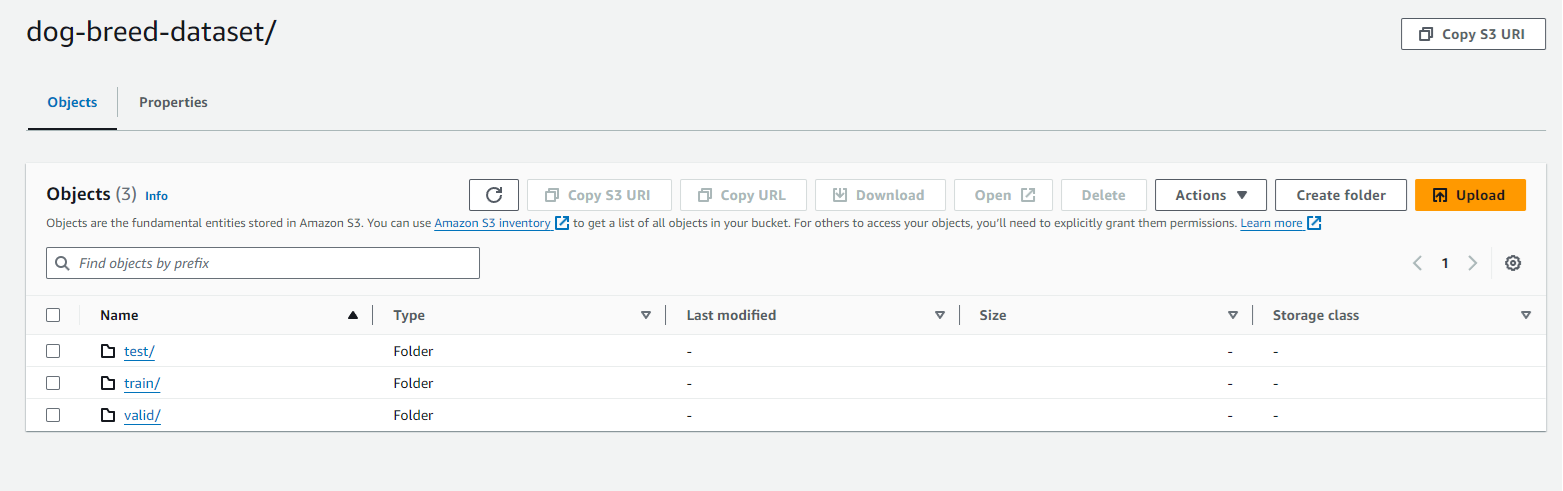 dog-breed-dataset/
Copy S3 URI
Objects
Properties
Objects (3) Info
Copy S3 URI
Copy URL
Download
Open
Delete
Actions
Create folder
Upload
Objects are the fundamental entities stored in Amazon S3. You can use Amazon S3 inventory to get a list of all objects in your bucket. For others to access your objects, you'll need to explicitly grant them permissions. Learn more
Find objects by prefix
1
Name Type Last modified Size Storage class
test/ Folder - - -
train/ Folder - - -
valid/ Folder - - -